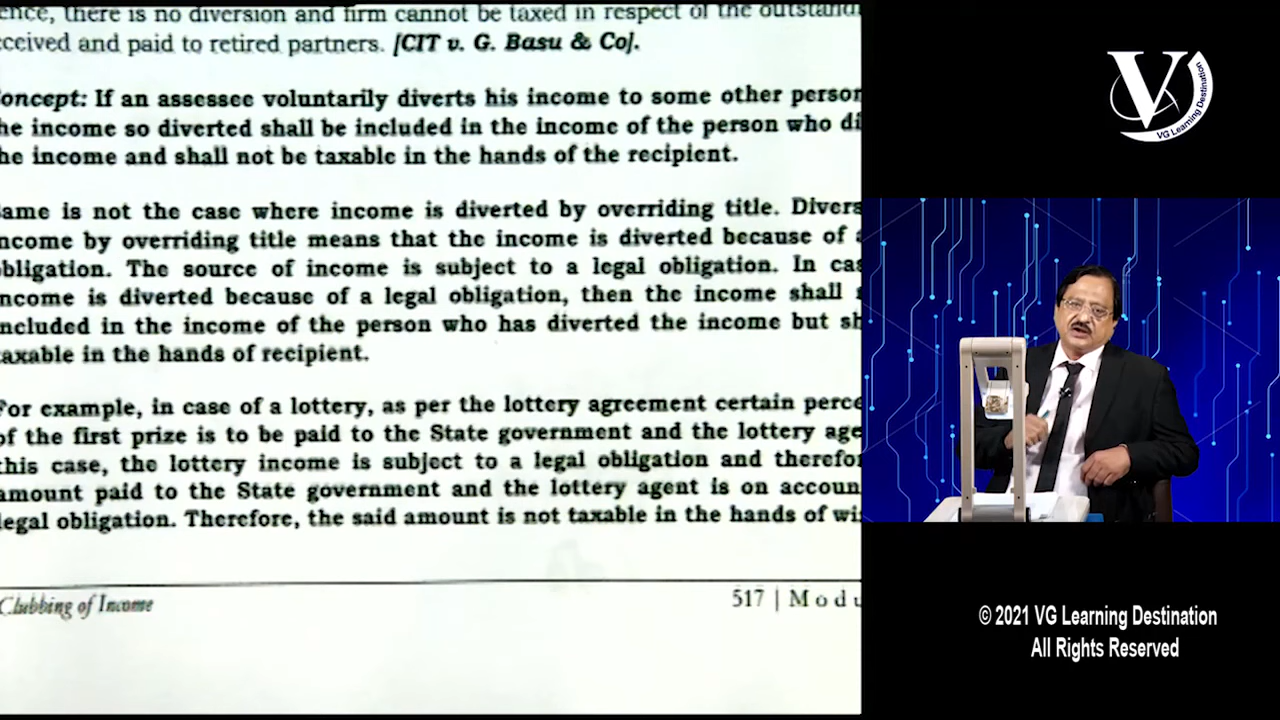 ence, there is no diversion and firm cannot be taxed in respect of the outstandi
ceived and paid to retired partners. [CIT v. G. Basu & Co].
oncept: If an assessee voluntarily diverts his income to some other person
he income so diverted shall be included in the income of the person who di
he income and shall not be taxable in the hands of the recipient.
ame is not the case where income is diverted by overriding title. Divers
ncome by overriding title means that the income is diverted because of a
bligation. The source of income is subject to a legal obligation. In cas
ncome is diverted because of a legal obligation, then the income shall
ncluded in the income of the person who has diverted the income but sh
axable in the hands of recipient.
For example, in case of a lottery, as per the lottery agreement certain perce
of the first prize is to be paid to the State government and the lottery age
this case, the lottery income is subject to a legal obligation and therefor
amount paid to the State government and the lottery agent is on accoun
legal obligation. Therefore, the said amount is not taxable in the hands of wi
Clubbing of Income
517 | Modu
V
VG Learning Destination
© 2021 VG Learning Destination
All Rights Reserved